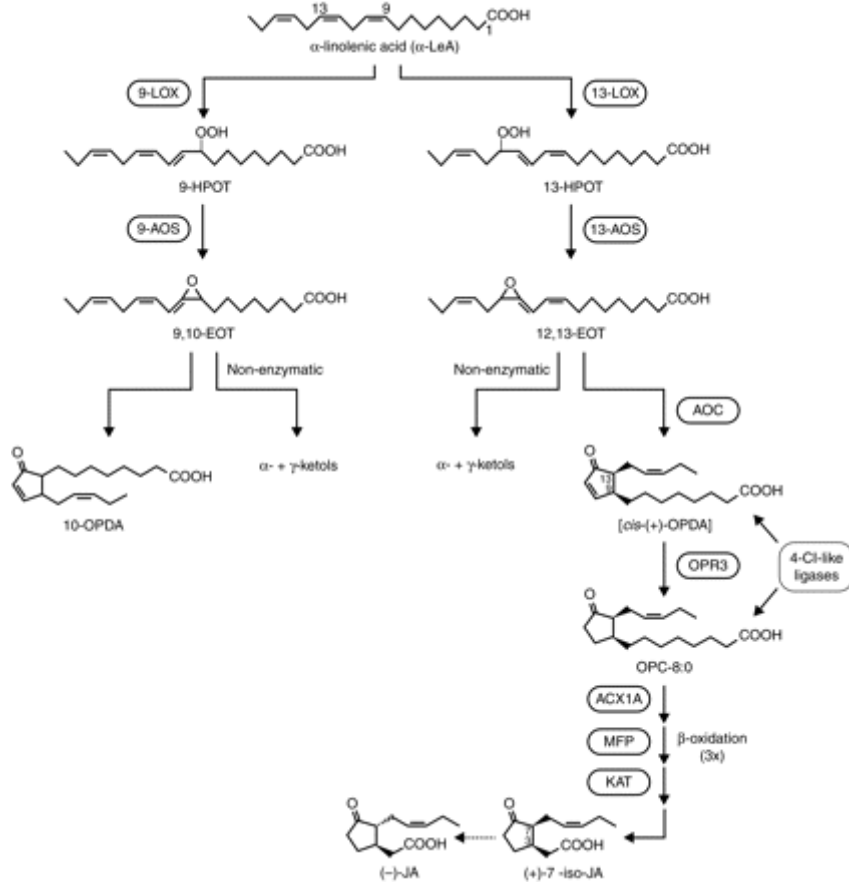 13
9
COOH
1
α-linolenic acid (α-LeA)
9-LOX
13-LOX
OOH
COOH
OOH
COOH
9-HPOT
13-HPOT
9-AOS
13-AOS
O
COOH
O
COOH
9,10-EOT
12,13-EOT
Non-enzymatic
Non-enzymatic
AOC
O
COOH
α- + γ-ketols
α- + γ-ketols
O
13
COOH
10-OPDA
[cis-(+)-OPDA]
OPR3
4-CI-like
ligases
O
COOH
OPC-8:0
ACX1A
MFP
β-oxidation
(3x)
KAT
O
COOH
O
COOH
(−)-JA
(+)-7 -iso-JA